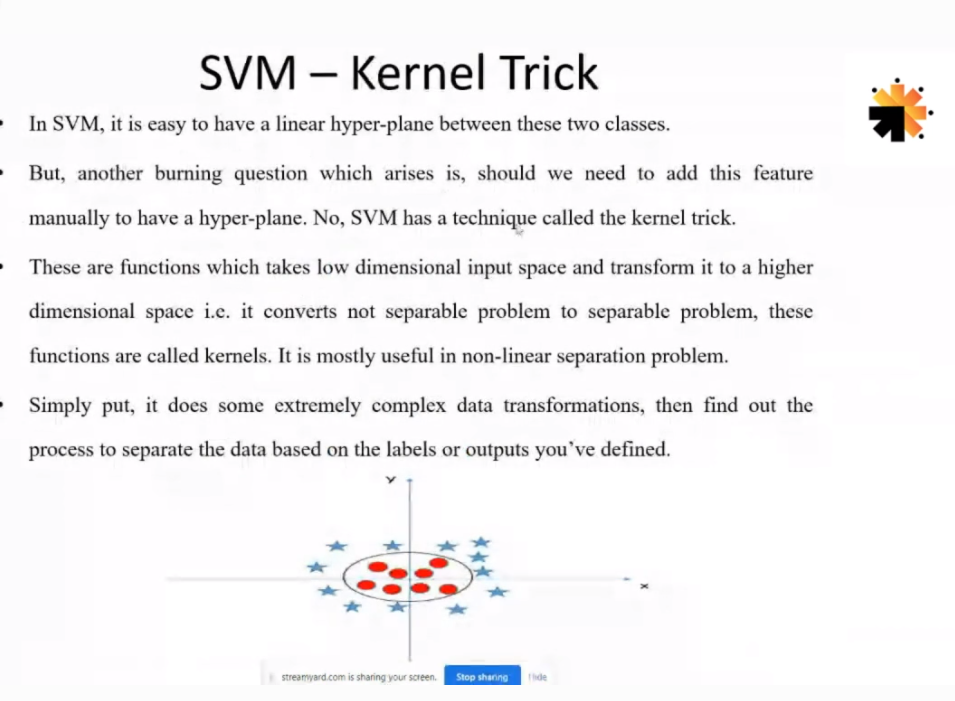 SVM – Kernel Trick
• In SVM, it is easy to have a linear hyper-plane between these two classes.
• But, another burning question which arises is, should we need to add this feature
manually to have a hyper-plane. No, SVM has a technique called the kernel trick.
• These are functions which takes low dimensional input space and transform it to a higher
dimensional space i.e. it converts not separable problem to separable problem, these
functions are called kernels. It is mostly useful in non-linear separation problem.
• Simply put, it does some extremely complex data transformations, then find out the
process to separate the data based on the labels or outputs you've defined.
Y
x
streamyard.com is sharing your screen. Stop sharing Hide